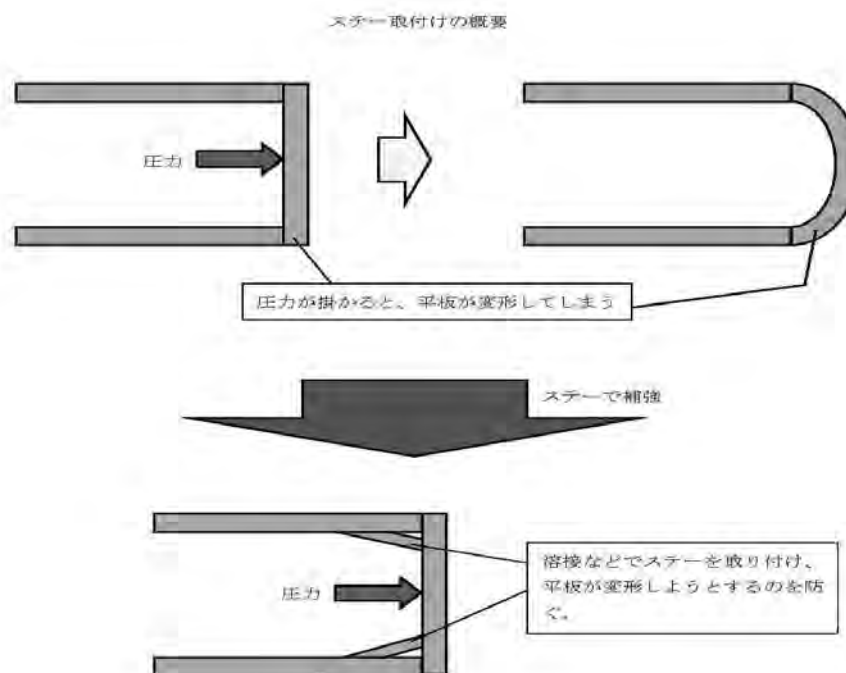 ステー取付けの概要
圧力
圧力が掛かると、平板が変形してしまう
ステーで補強
溶接などでステーを取り付け、
平板が変形しようとするのを防
ぐ。
圧力